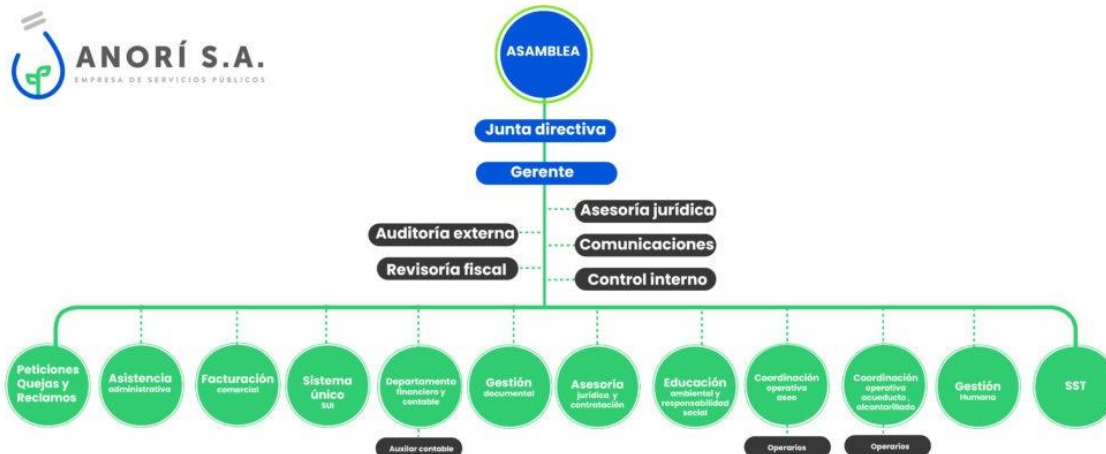 ANORÍ S.A.
EMPRESA DE SERVICIOS PÚBLICOS
ASAMBLEA
Junta directiva
Gerente
Asesoría jurídica
Auditoría externa
Comunicaciones
Revisoría fiscal
Control interno
Peticiones
Quejas y
Reclamos
Asistencia
administrativa
Facturación
comercial
Sistema
único
SUI
Departamento
financiero y
contable
Gestión
documental
Asesoría
jurídica y
contratación
Educación
ambiental y
responsabilidad
social
Coordinación
operativa
aseo
Coordinación
operativa
acueducto,
alcantarillado
Gestión
Humana
SST
Auxiliar contable
Operarios
Operarios